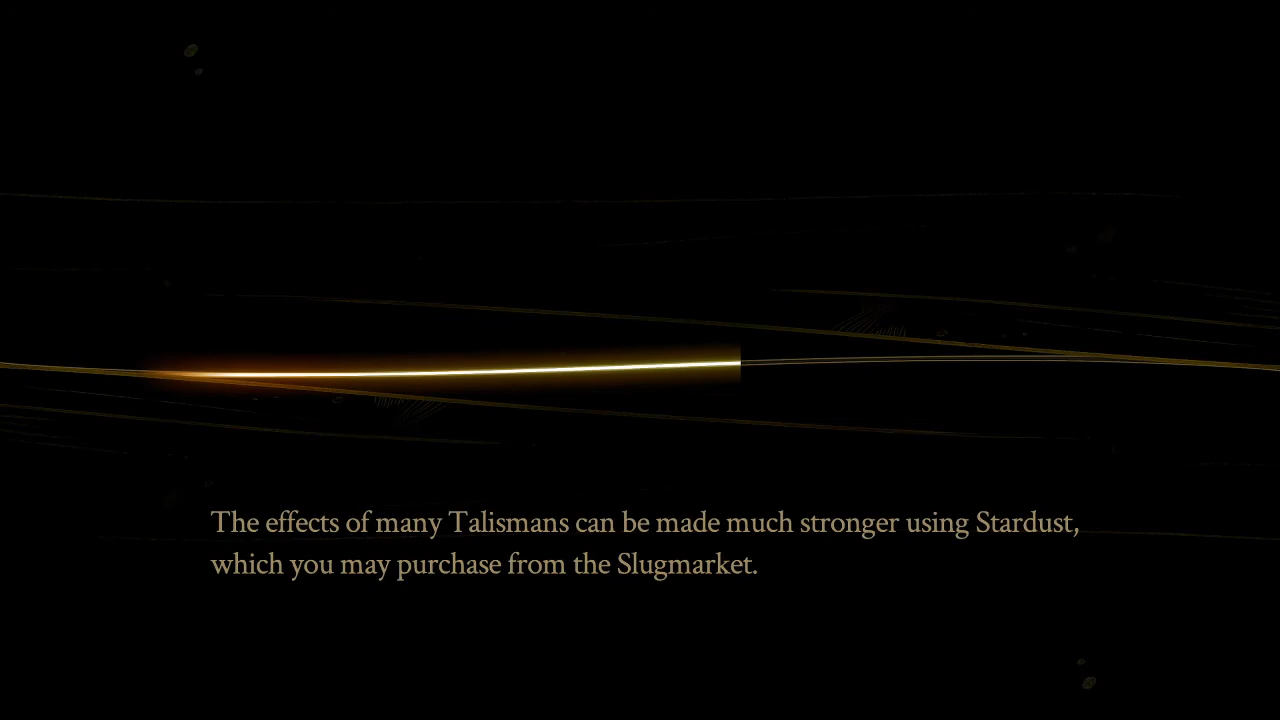 The effects of many Talismans can be made much stronger using Stardust,
which you may purchase from the Slugmarket.